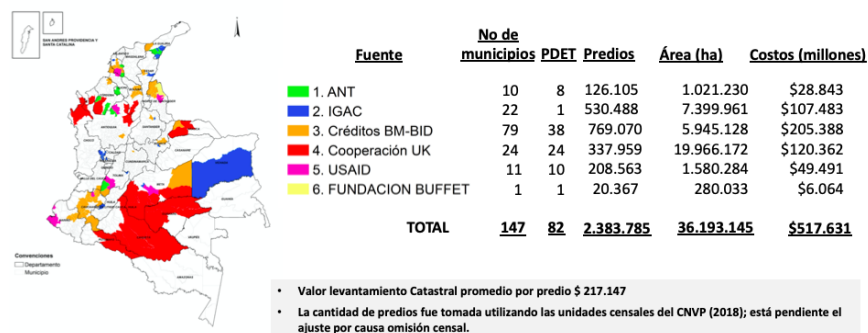 SAN ANDRES PROVIDENCIA Y
SANTA CATALINA
Convenciones
Departamento
Municipio
Fuente No de municipios PDET Predios Área (ha) Costos (millones)
1. ANT 10 8 126.105 1.021.230 $28.843
2. IGAC 22 1 530.488 7.399.961 $107.483
3. Créditos BM-BID 79 38 769.070 5.945.128 $205.388
4. Cooperación UK 24 24 337.959 19.966.172 $120.362
5. USAID 11 10 208.563 1.580.284 $49.491
6. FUNDACION BUFFET 1 1 20.367 280.033 $6.064
TOTAL 147 82 2.383.785 36.193.145 $517.631
• Valor levantamiento Catastral promedio por predio $ 217.147
• La cantidad de predios fue tomada utilizando las unidades censales del CNVP (2018); está pendiente el
ajuste por causa omisión censal.